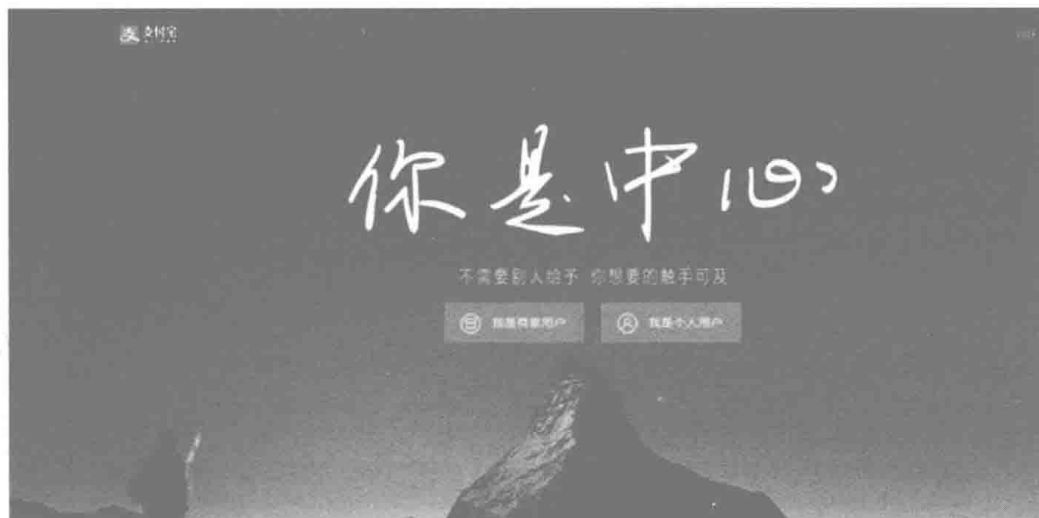 支付宝
你是中心
不需要别人给予 你想要的触手可及
我是商家用户
我是个人用户